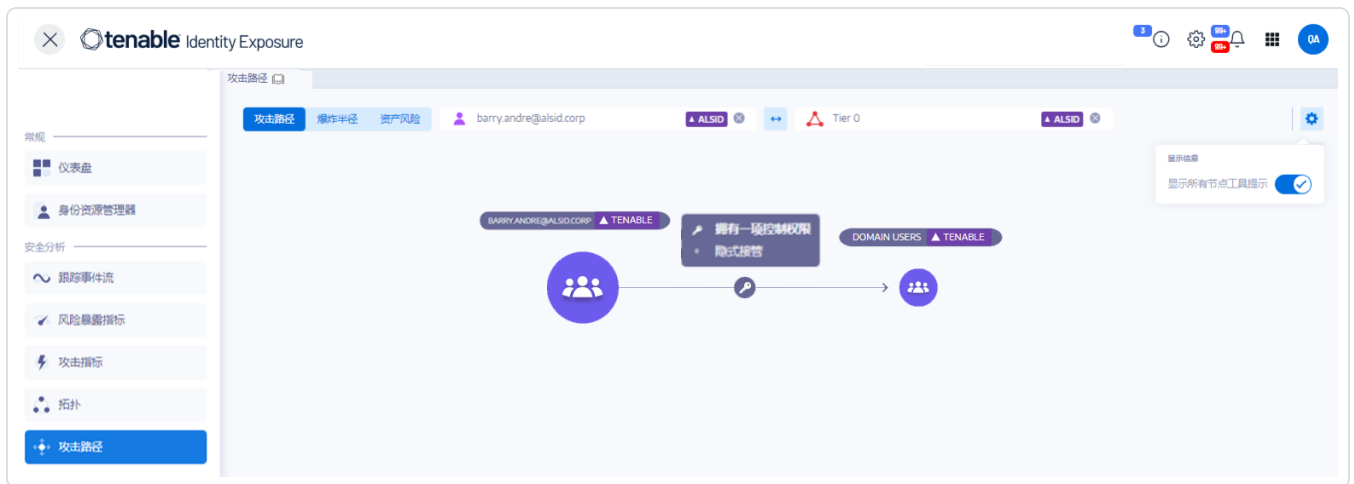 tenable Identity Exposure
3
99+
99+
QA
攻击路径
攻击路径 爆炸半径 资产风险 barry.andre@alsid.corp ALSID Tier 0 ALSID
显示信息
显示所有节点工具提示
常规
仪表盘
身份资源管理器
安全分析
跟踪事件流
风险暴露指标
攻击指标
拓扑
攻击路径
BARRY.ANDRE@ALSID.CORP TENABLE
拥有一项控制权限
隐式接管
DOMAIN USERS TENABLE